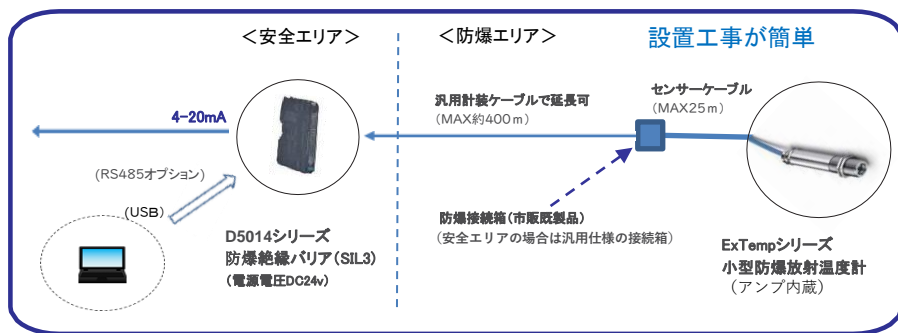 ＜安全エリア＞
＜防爆エリア＞
設置工事が簡単
センサーケーブル
(MAX25ｍ)
汎用計装ケーブルで延長可
(MAX約400ｍ)
4-20mA
(RS485オプション)
(USB)
D5014シリーズ
防爆絶縁バリア(SIL3)
(電源電圧DC24v)
防爆接続箱(市販既製品)
(安全エリアの場合は汎用仕様の接続箱)
ExTempシリーズ
小型防爆放射温度計
(アンプ内蔵)